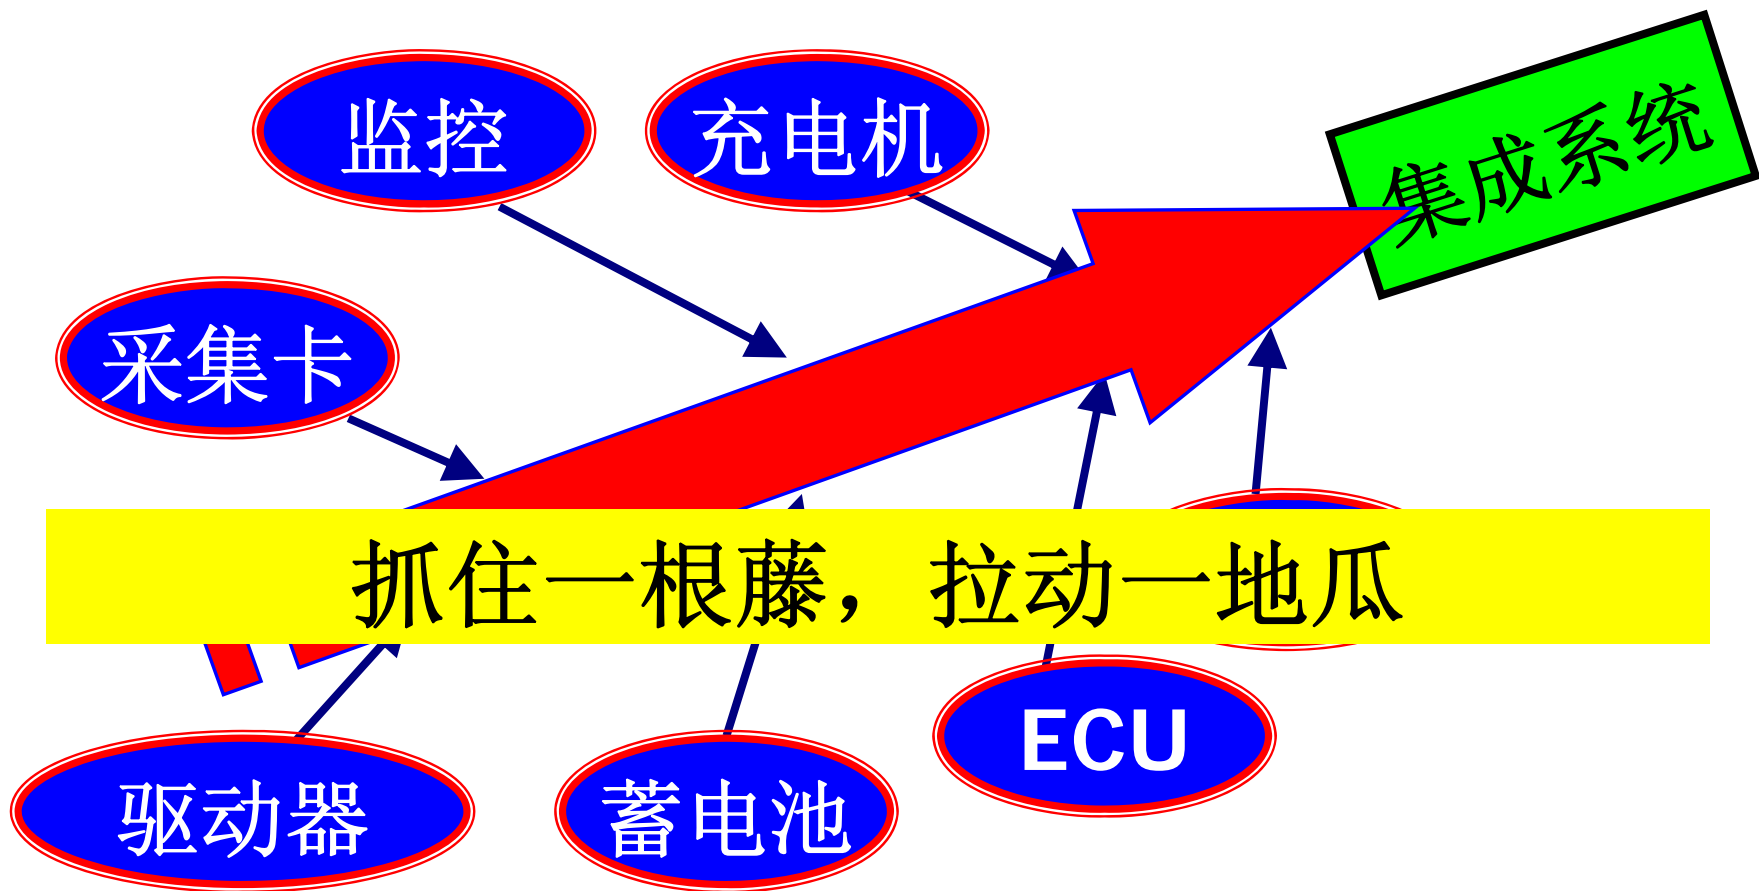 监控
充电机
集成系统
采集卡
抓住一根藤，拉动一地瓜
ECU
驱动器
蓄电池